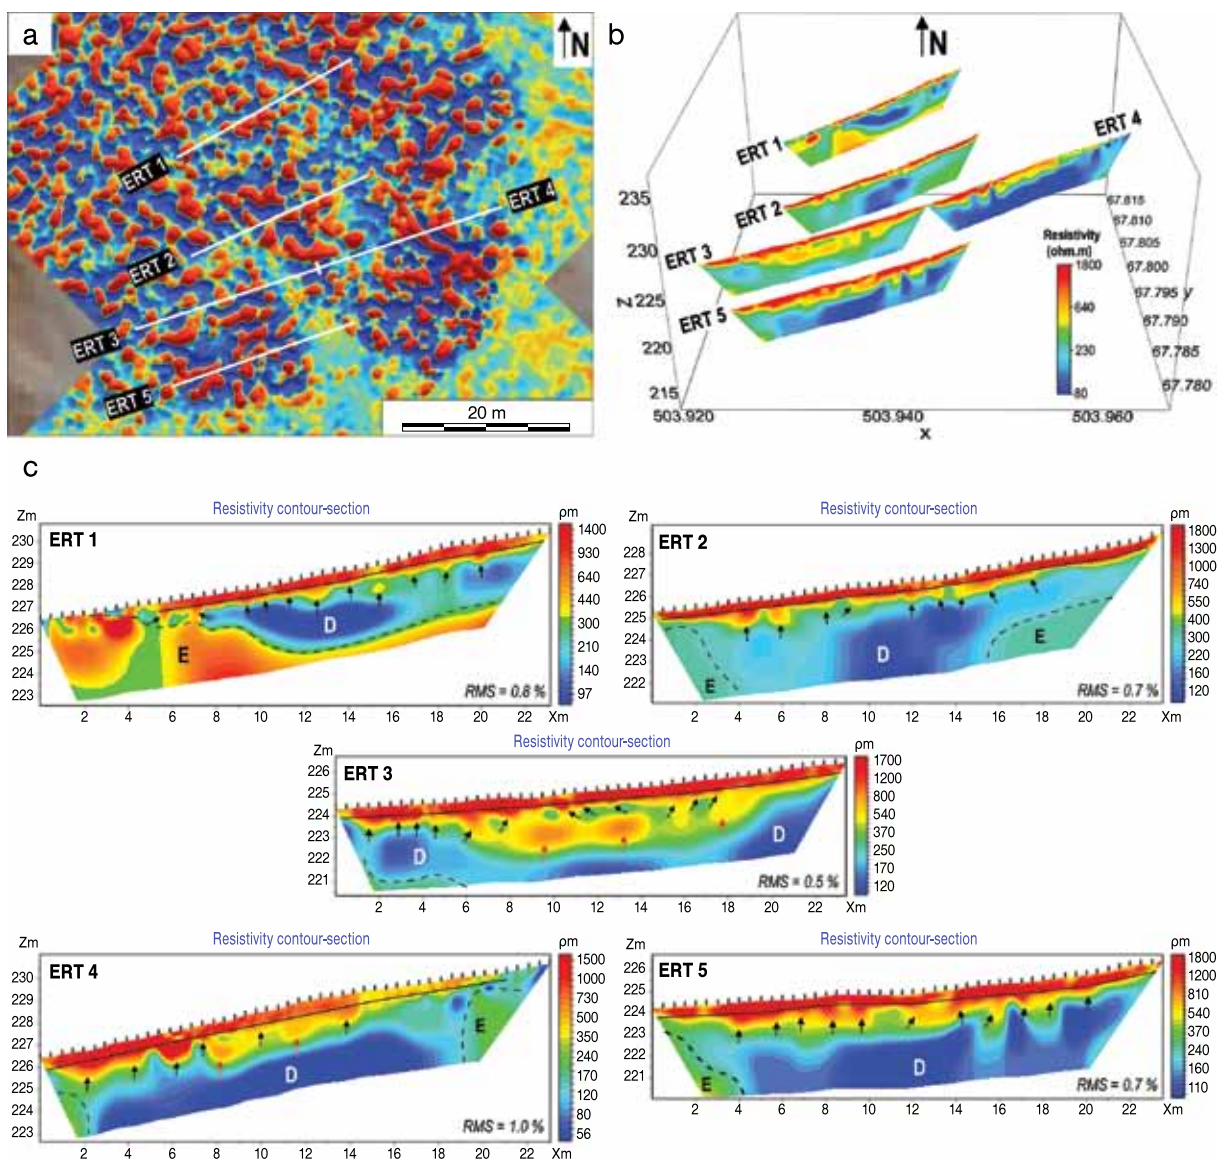 a
N
ERT 1
ERT 2
ERT 3
ERT 4
ERT 5
20 m
b
N
ERT 1
ERT 2
ERT 3
ERT 4
ERT 5
235
230
225
220
215
Z
503.920
503.940
503.960
x
67.815
67.810
67.805
67.800
67.795
67.790
67.785
67.780
y
Resistivity
[ohm.m]
1800
640
230
80
c
Resistivity contour-section
Zm
ERT 1
230
229
228
227
226
225
224
223
D
E
RMS = 0.8 %
2 4 6 8 10 12 14 16 18 20 22 Xm
ρm
1400
930
640
440
300
210
140
97
Resistivity contour-section
Zm
ERT 2
228
227
226
225
224
223
222
E
D
E
RMS = 0.7 %
2 4 6 8 10 12 14 16 18 20 22 Xm
ρm
1800
1300
1000
740
550
400
300
220
160
120
Resistivity contour-section
Zm
ERT 3
226
225
224
223
222
221
D
D
RMS = 0.5 %
2 4 6 8 10 12 14 16 18 20 22 Xm
ρm
1700
1200
800
540
370
250
170
120
Resistivity contour-section
Zm
ERT 4
230
229
228
227
226
225
224
223
D
E
RMS = 1.0 %
2 4 6 8 10 12 14 16 18 20 22 Xm
ρm
1500
1000
730
500
350
240
170
120
80
56
Resistivity contour-section
Zm
ERT 5
226
225
224
223
222
221
E
D
RMS = 0.7 %
2 4 6 8 10 12 14 16 18 20 22 Xm
ρm
1800
1200
810
540
370
240
160
110